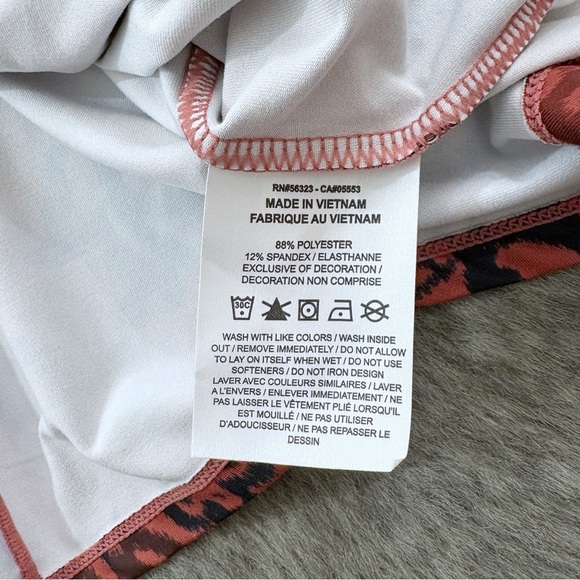 RN#56323 - CA#05553
MADE IN VIETNAM
FABRIQUE AU VIETNAM
88% POLYESTER
12% SPANDEX / ELASTHANNE
EXCLUSIVE OF DECORATION /
DECORATION NON COMPRISE
30C
WASH WITH LIKE COLORS / WASH INSIDE
OUT / REMOVE IMMEDIATELY / DO NOT ALLOW
TO LAY ON ITSELF WHEN WET / DO NOT USE
SOFTENERS / DO NOT IRON DESIGN
LAVER AVEC COULEURS SIMILAIRES / LAVER
A L'ENVERS / ENLEVER IMMEDIATEMENT / NE
PAS LAISSER LE VÊTEMENT PLIÉ LORSQU'IL
EST MOUILLÉ / NE PAS UTILISER
D'ADOUCISSEUR / NE PAS REPASSER LE
DESSIN